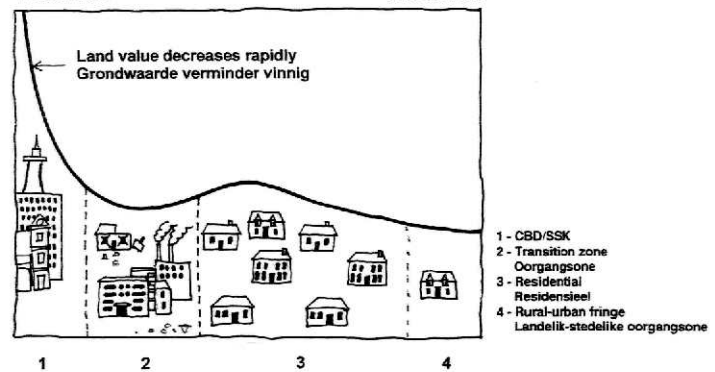 Land value decreases rapidly
Grondwaarde verminder vinnig
1 - CBD/SSK
2 - Transition zone
Oorgangsone
3 - Residential
Residensieel
4 - Rural-urban fringe
Landelik-stedelike oorgangsone
1 2 3 4